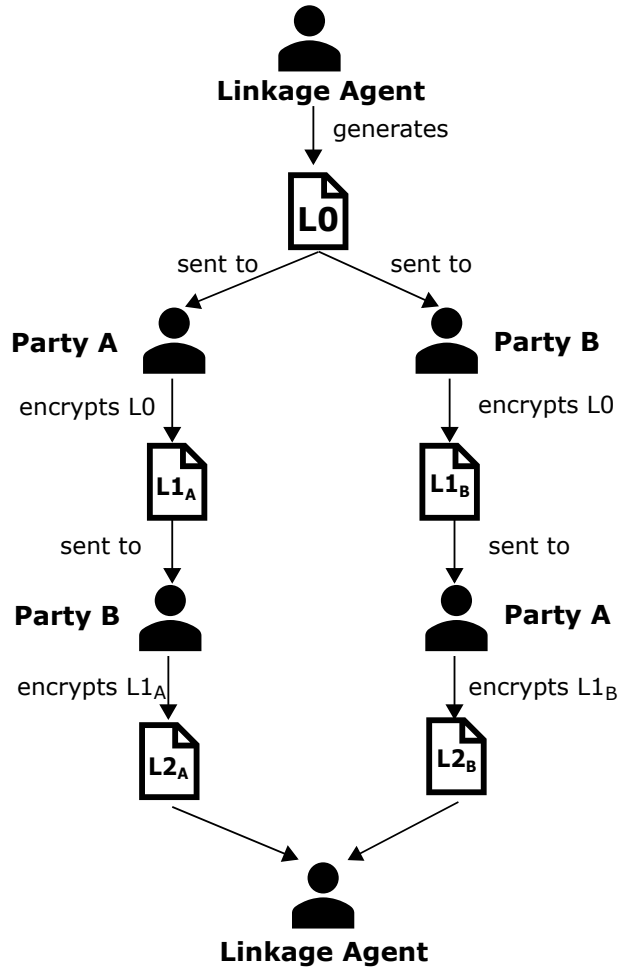 Linkage Agent
generates
L0
sent to
sent to
Party A
Party B
encrypts L0
encrypts L0
L1A
L1B
sent to
sent to
Party B
Party A
encrypts L1A
encrypts L1B
L2A
L2B
Linkage Agent